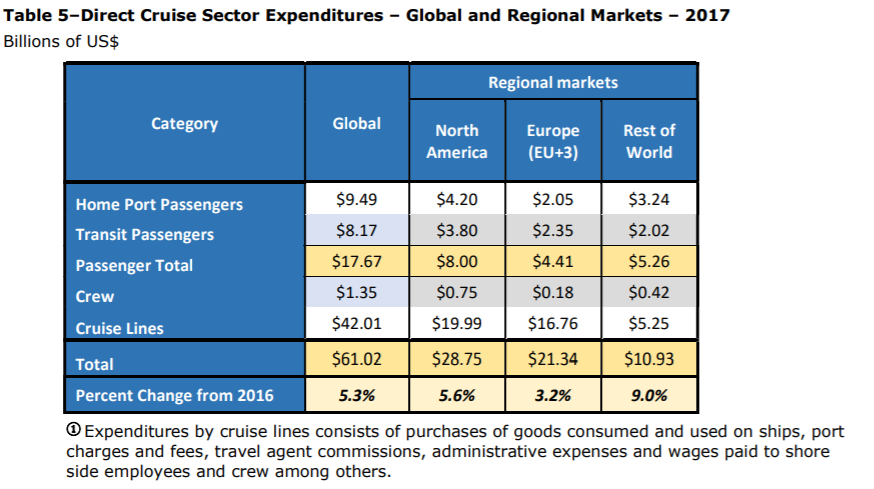 Table 5–Direct Cruise Sector Expenditures – Global and Regional Markets – 2017
Billions of US$
Category Global Regional markets
North America Europe (EU+3) Rest of World
Home Port Passengers $9.49 $4.20 $2.05 $3.24
Transit Passengers $8.17 $3.80 $2.35 $2.02
Passenger Total $17.67 $8.00 $4.41 $5.26
Crew $1.35 $0.75 $0.18 $0.42
Cruise Lines $42.01 $19.99 $16.76 $5.25
Total $61.02 $28.75 $21.34 $10.93
Percent Change from 2016 5.3% 5.6% 3.2% 9.0%
① Expenditures by cruise lines consists of purchases of goods consumed and used on ships, port
charges and fees, travel agent commissions, administrative expenses and wages paid to shore
side employees and crew among others.